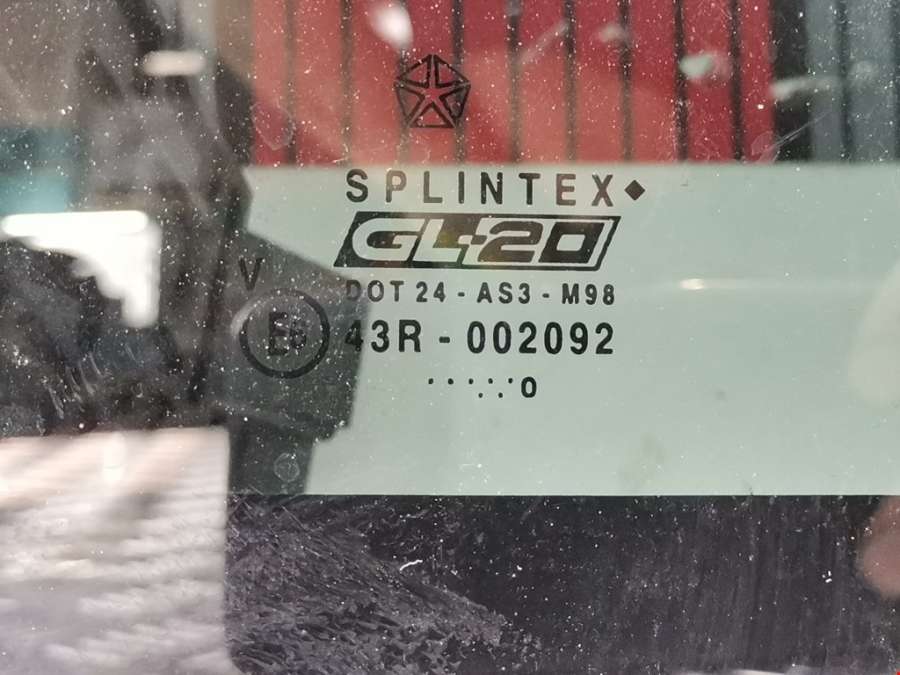 SPLINTEX◆
GL-20
DOT 24 - AS3 - M98
V
E6 43R - 002092
.......0